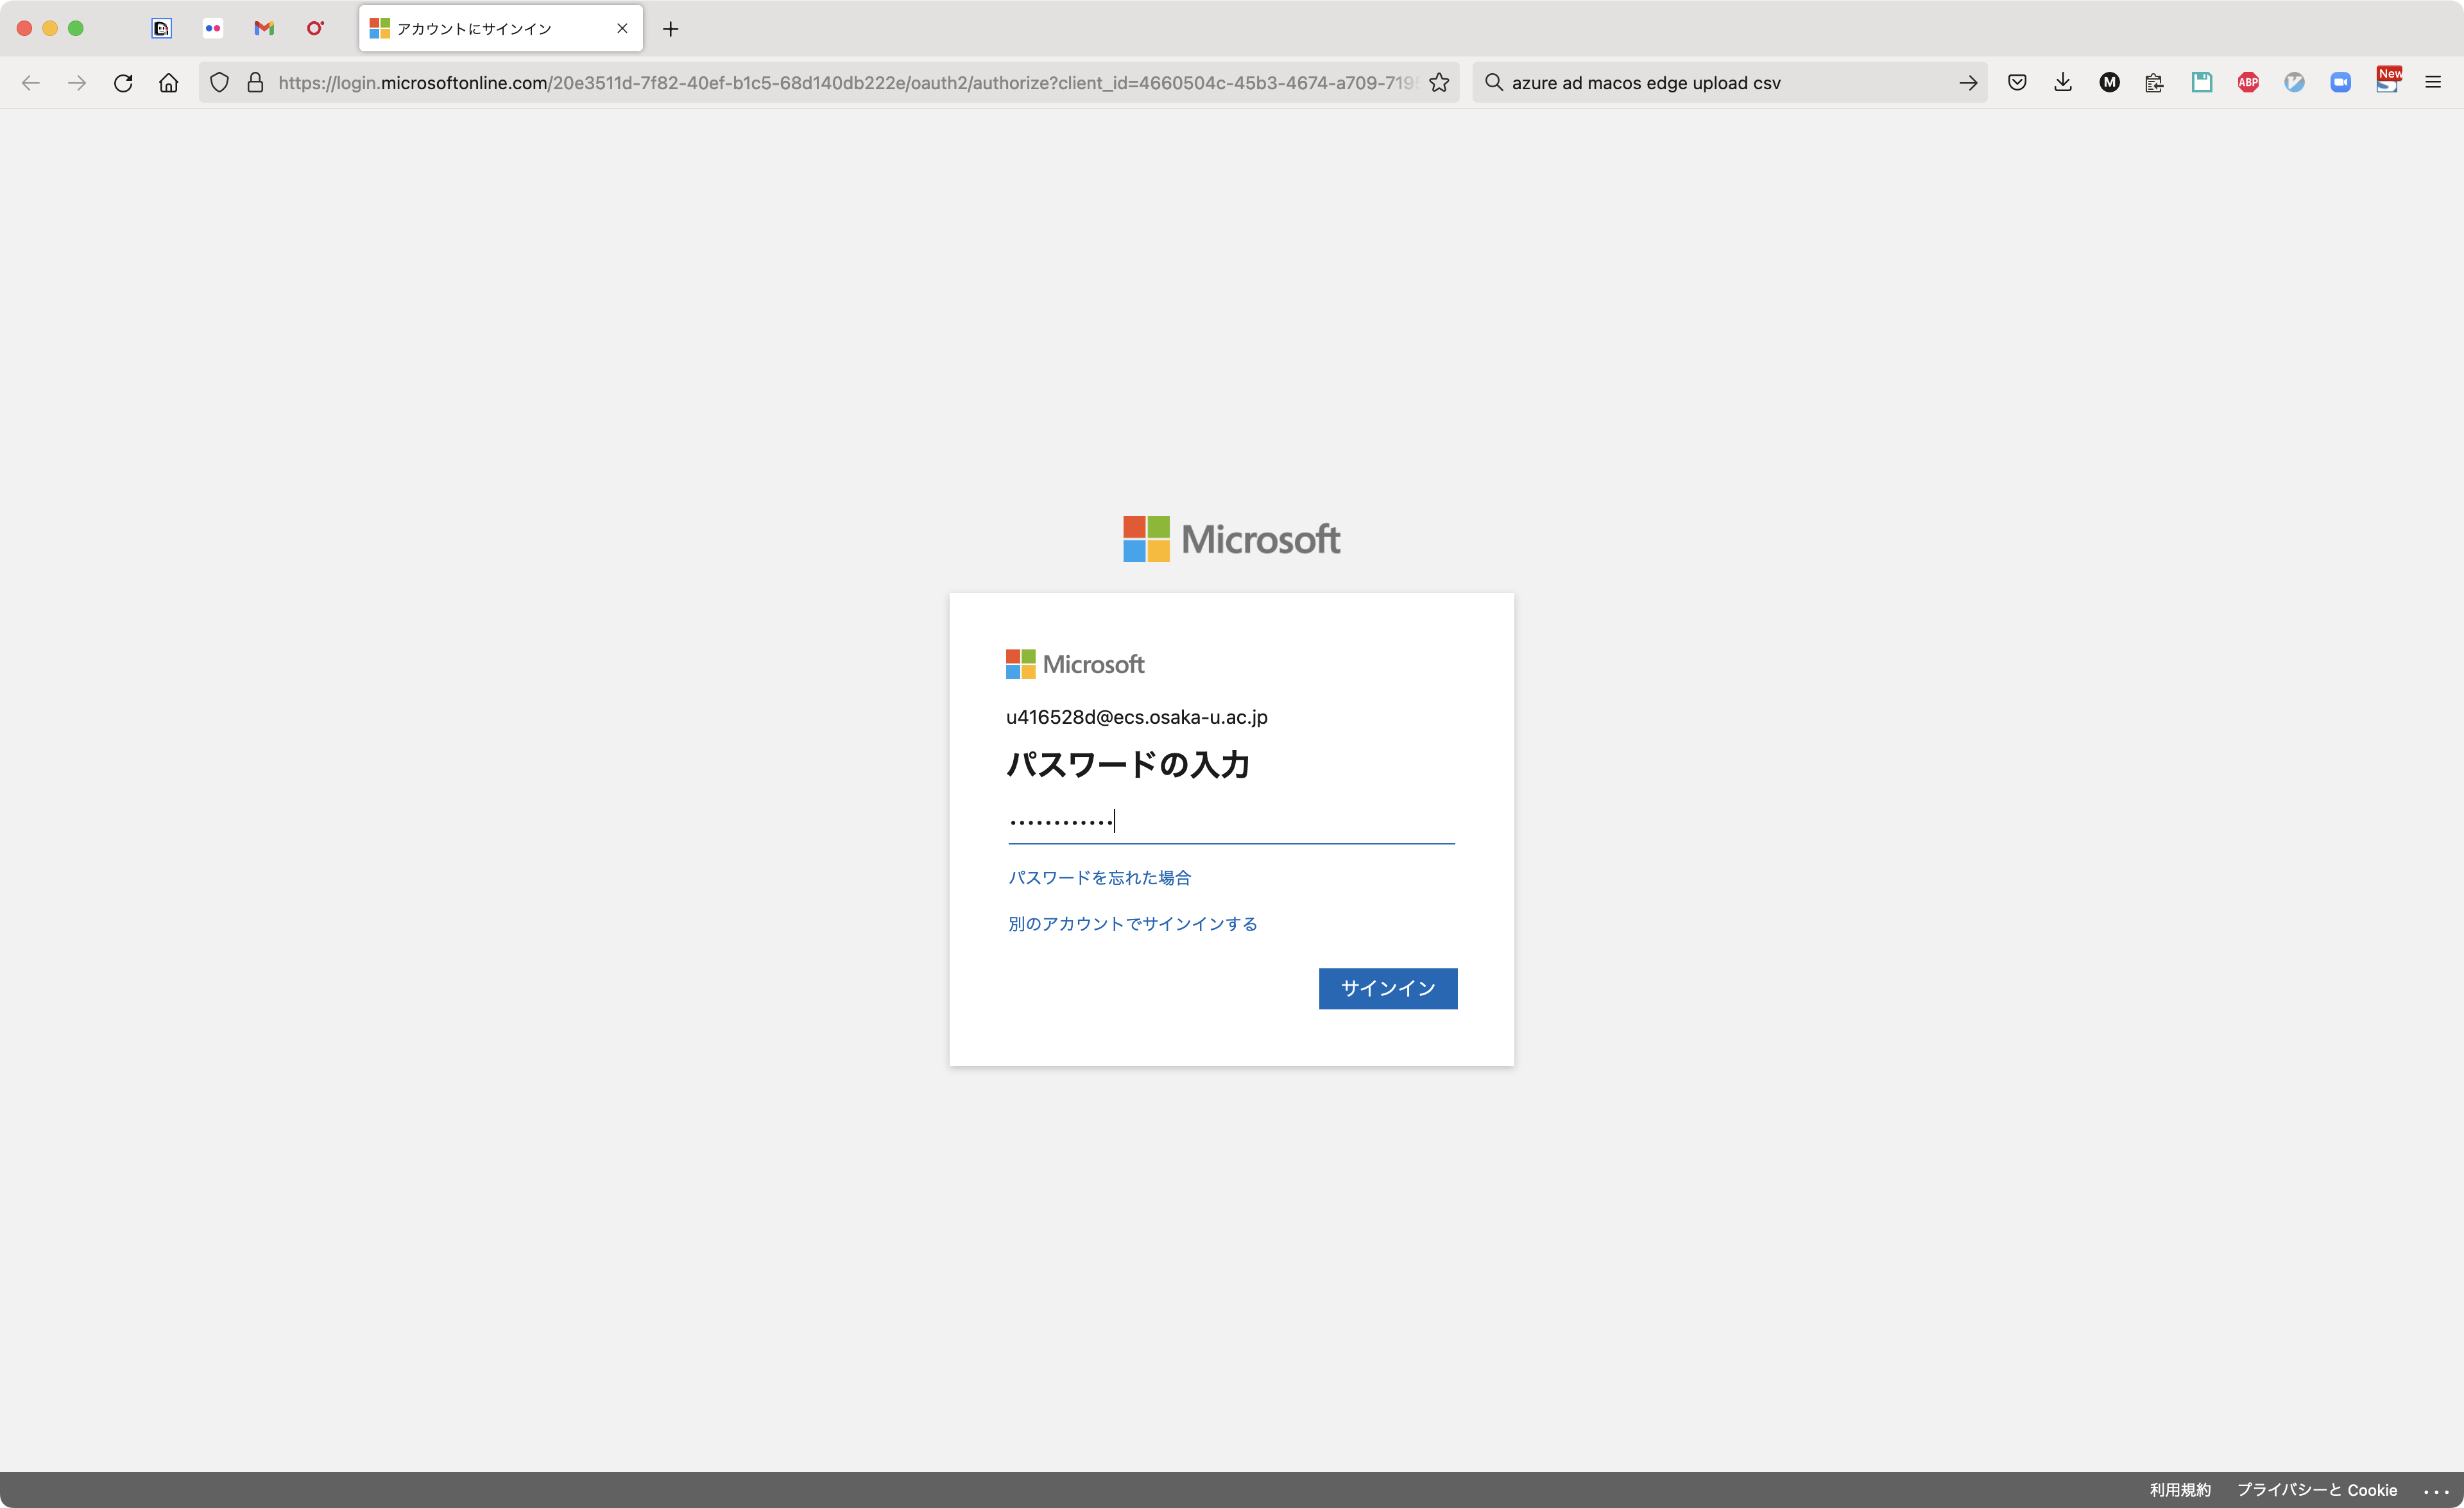 アカウントにサインイン
https://login.microsoftonline.com/20e3511d-7f82-40ef-b1c5-68d140db222e/oauth2/authorize?client_id=4660504c-45b3-4674-a709-719
azure ad macos edge upload csv
M
ABP
New
Microsoft
Microsoft
u416528d@ecs.osaka-u.ac.jp
パスワードの入力
パスワードを忘れた場合
別のアカウントでサインインする
サインイン
利用規約 プライバシーと Cookie ...